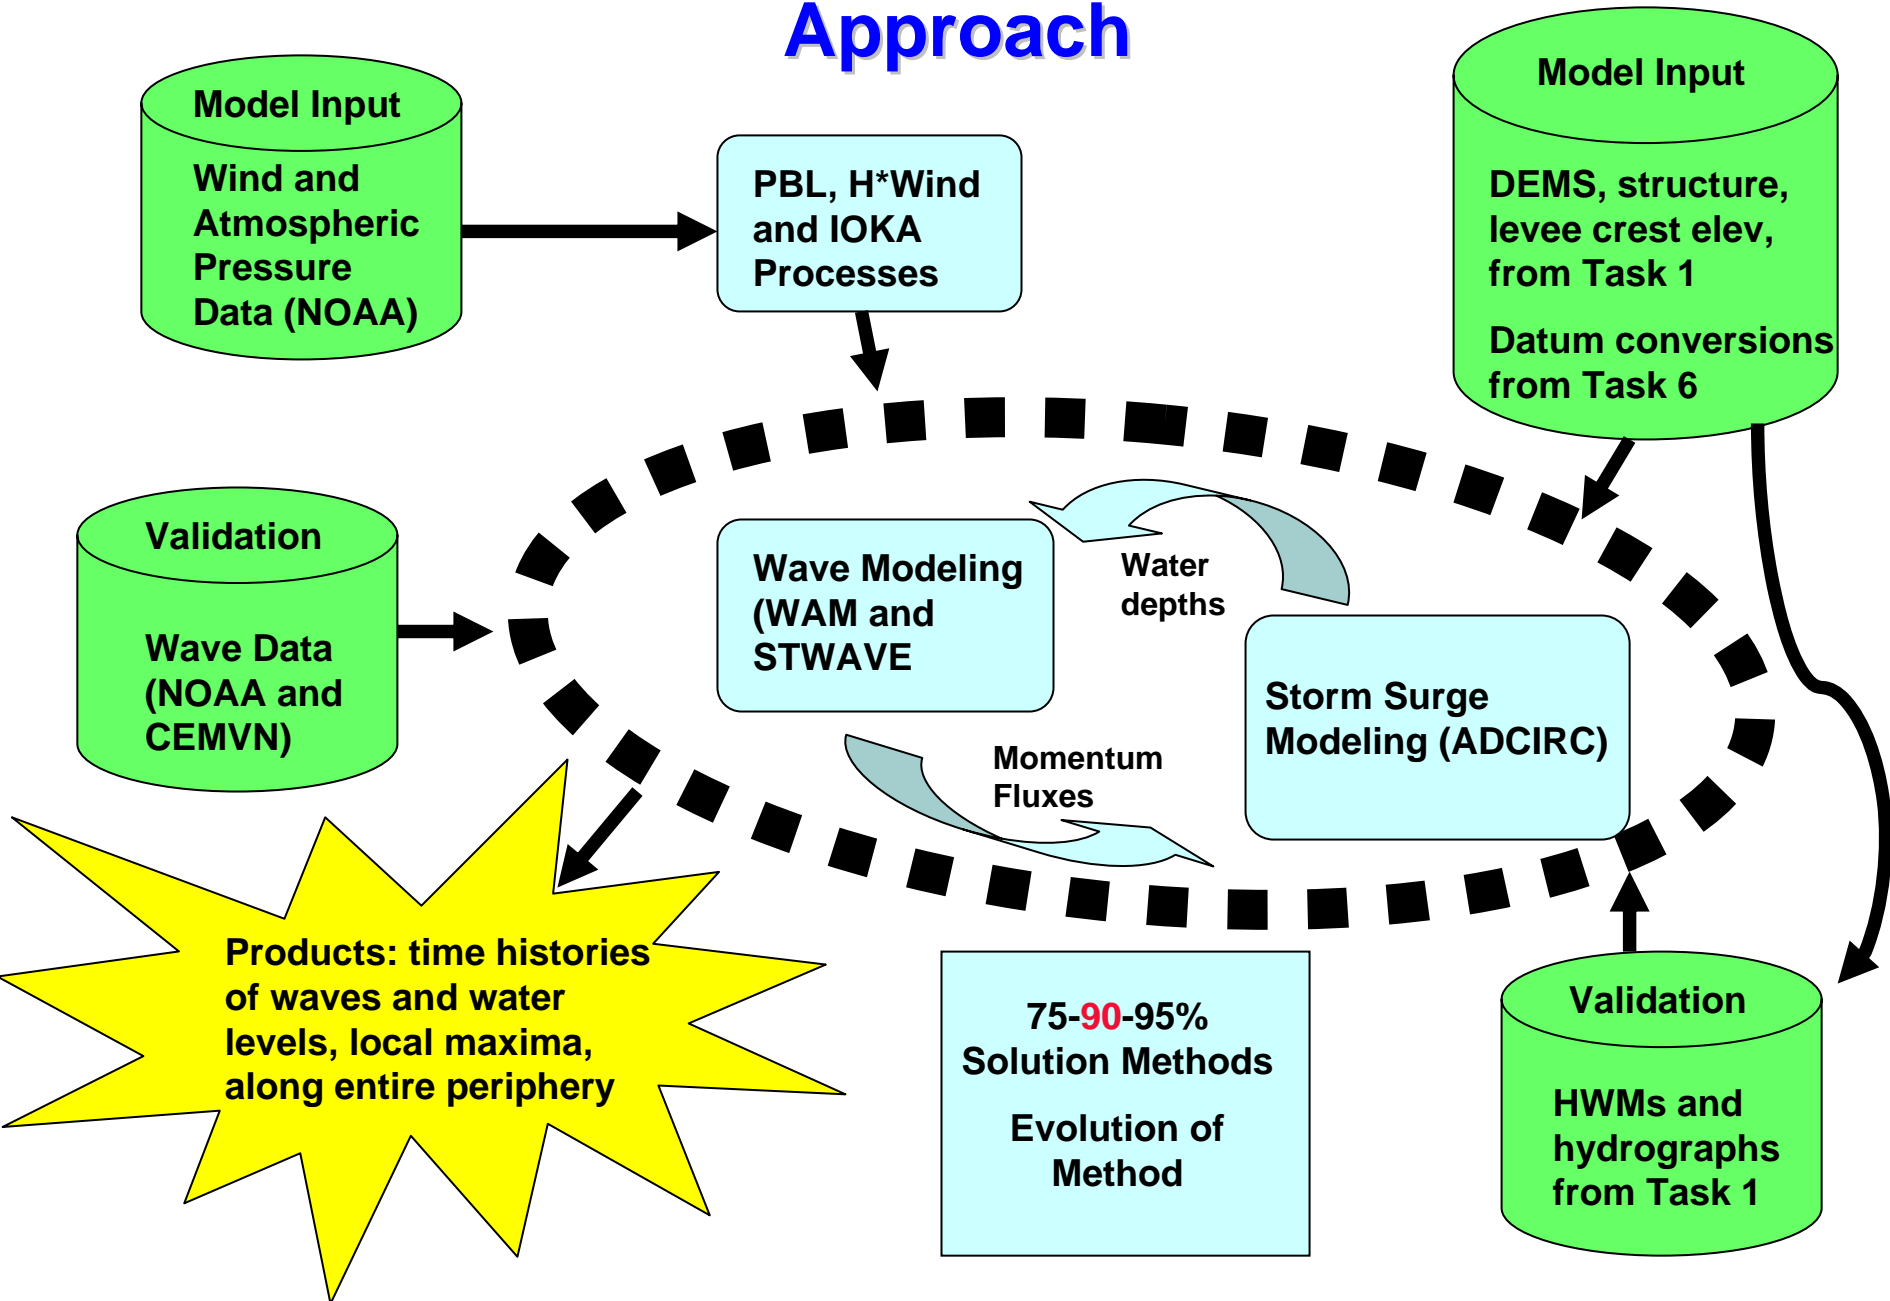 Approach
Model Input
Wind and
Atmospheric
Pressure
Data (NOAA)
PBL, H*Wind
and IOKA
Processes
Model Input
DEMS, structure,
levee crest elev,
from Task 1
Datum conversions
from Task 6
Validation
Wave Data
(NOAA and
CEMVN)
Wave Modeling
(WAM and
STWAVE
Water
depths
Storm Surge
Modeling (ADCIRC)
Momentum
Fluxes
Products: time histories
of waves and water
levels, local maxima,
along entire periphery
75-90-95%
Solution Methods
Evolution of
Method
Validation
HWMs and
hydrographs
from Task 1